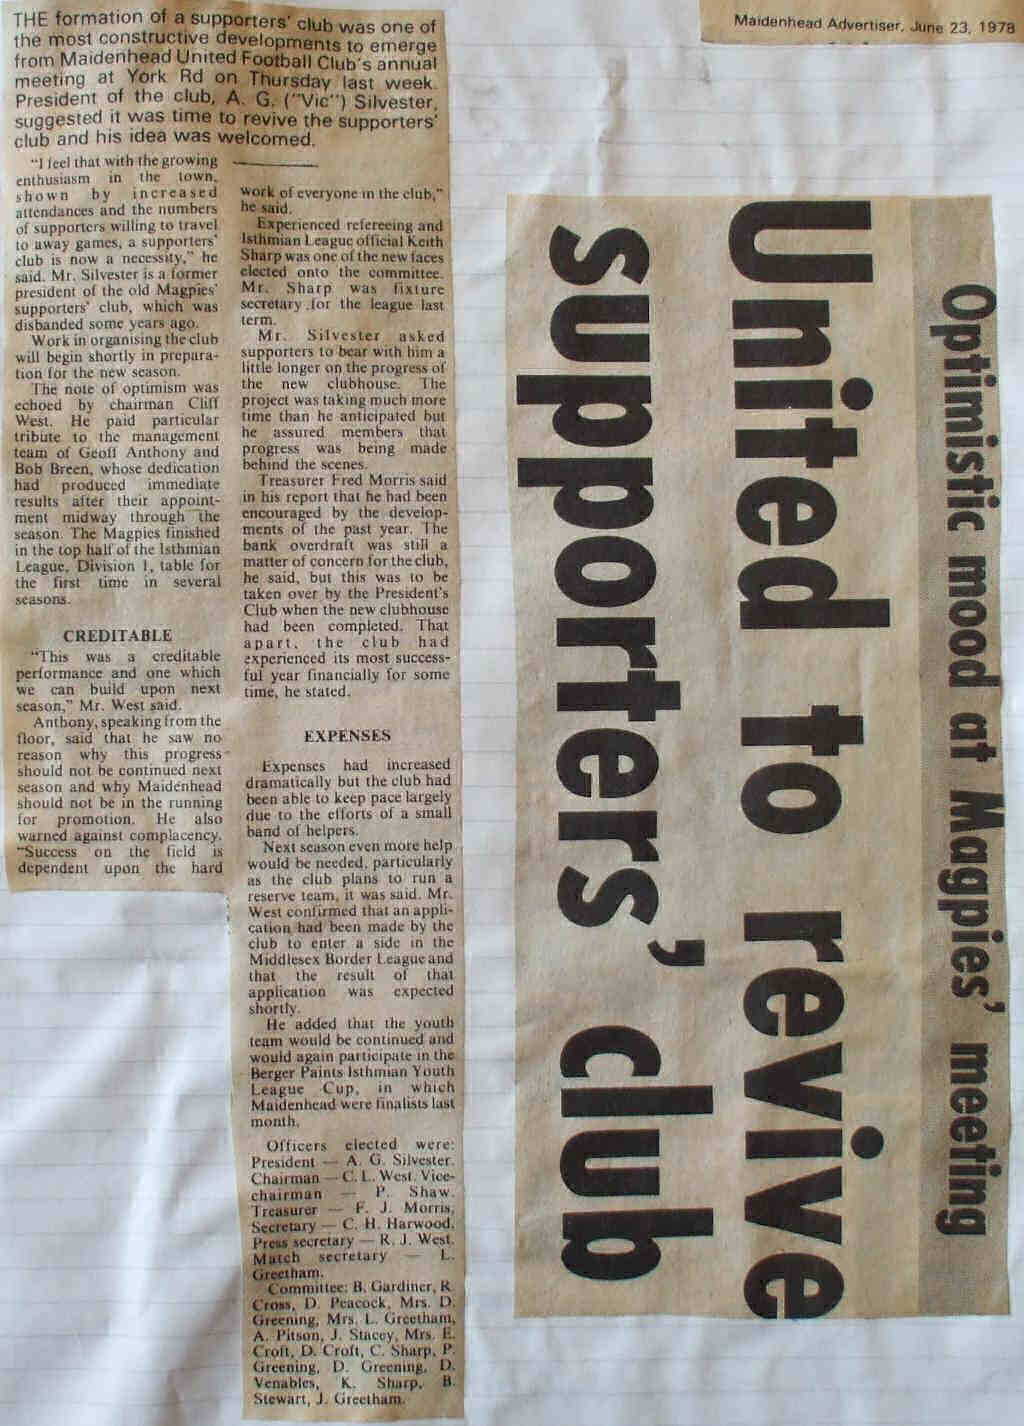 Maidenhead Advertiser, June 23, 1978
Optimistic mood at Magpies' meeting
United to revive
supporters' club
THE formation of a supporters' club was one of
the most constructive developments to emerge
from Maidenhead United Football Club's annual
meeting at York Rd on Thursday last week.
President of the club, A. G. ("Vic") Silvester,
suggested it was time to revive the supporters'
club and his idea was welcomed.
"I feel that with the growing
enthusiasm in the town,
shown by increased
attendances and the numbers
of supporters willing to travel
to away games, a supporters'
club is now a necessity," he
said. Mr. Silvester is a former
president of the old Magpies'
supporters' club, which was
disbanded some years ago.
Work in organising the club
will begin shortly in prepara-
tion for the new season.
The note of optimism was
echoed by chairman Cliff
West. He paid particular
tribute to the management
team of Geoff Anthony and
Bob Breen, whose dedication
had produced immediate
results after their appoint-
ment midway through the
season. The Magpies finished
in the top half of the Isthmian
League, Division 1, table for
the first time in several
seasons.
CREDITABLE
"This was a creditable
performance and one which
we can build upon next
season," Mr. West said.
Anthony, speaking from the
floor, said that he saw no
reason why this progress
should not be continued next
season and why Maidenhead
should not be in the running
for promotion. He also
warned against complacency.
"Success on the field is
dependent upon the hard
work of everyone in the club,"
he said.
Experienced refereeing and
Isthmian League official Keith
Sharp was one of the new faces
elected onto the committee.
Mr. Sharp was fixture
secretary for the league last
term.
Mr. Silvester asked
supporters to bear with him a
little longer on the progress of
the new clubhouse. The
project was taking much more
time than he anticipated but
he assured members that
progress was being made
behind the scenes.
Treasurer Fred Morris said
in his report that he had been
encouraged by the develop-
ments of the past year. The
bank overdraft was still a
matter of concern for the club,
he said, but this was to be
taken over by the President's
Club when the new clubhouse
had been completed. That
apart, the club had
experienced its most success-
ful year financially for some
time, he stated.
EXPENSES
Expenses had increased
dramatically but the club had
been able to keep pace largely
due to the efforts of a small
band of helpers.
Next season even more help
would be needed, particularly
as the club plans to run a
reserve team, it was said. Mr.
West confirmed that an appli-
cation had been made by the
club to enter a side in the
Middlesex Border League and
that the result of that
application was expected
shortly.
He added that the youth
team would be continued and
would again participate in the
Berger Paints Isthmian Youth
League Cup, in which
Maidenhead were finalists last
month.
Officers elected were:
President — A. G. Silvester.
Chairman — C. L. West. Vice-
chairman — P. Shaw.
Treasurer — F. J. Morris,
Secretary — C. H. Harwood.
Press secretary — R. J. West.
Match secretary — L.
Greetham.
Committee: B. Gardiner, R.
Cross, D. Peacock, Mrs. D.
Greening, Mrs. L. Greetham,
A. Pitson, J. Stacey, Mrs. E.
Croft, D. Croft, C. Sharp, P.
Greening, D. Greening, D.
Venables, K. Sharp, B.
Stewart, J. Greetham.